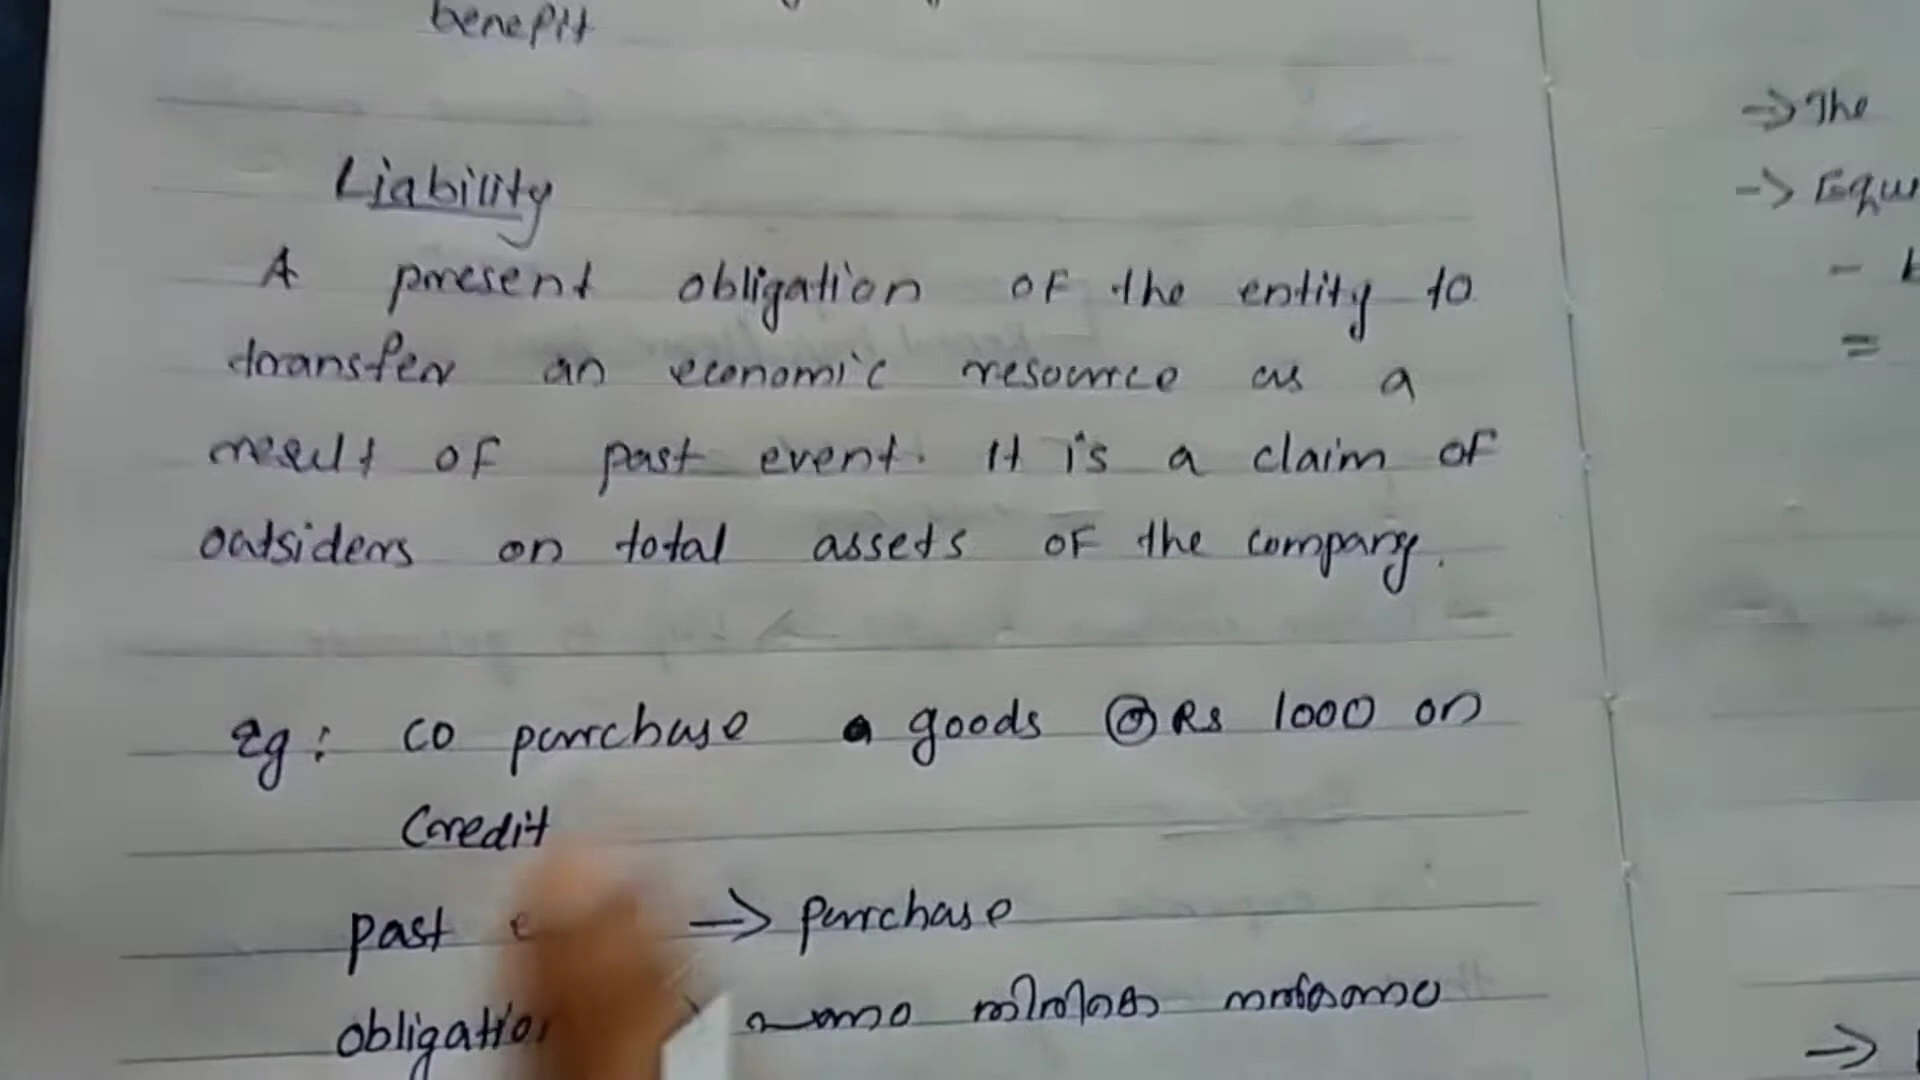 benefit
Liability
A present obligation of the entity to
transfer an economic resource as a
result of past event. It is a claim of
outsiders on total assets of the company.
eg: co purchase a goods @ Rs 1000 on
Credit
past → purchase
obligation
→ The
→
-
=
→